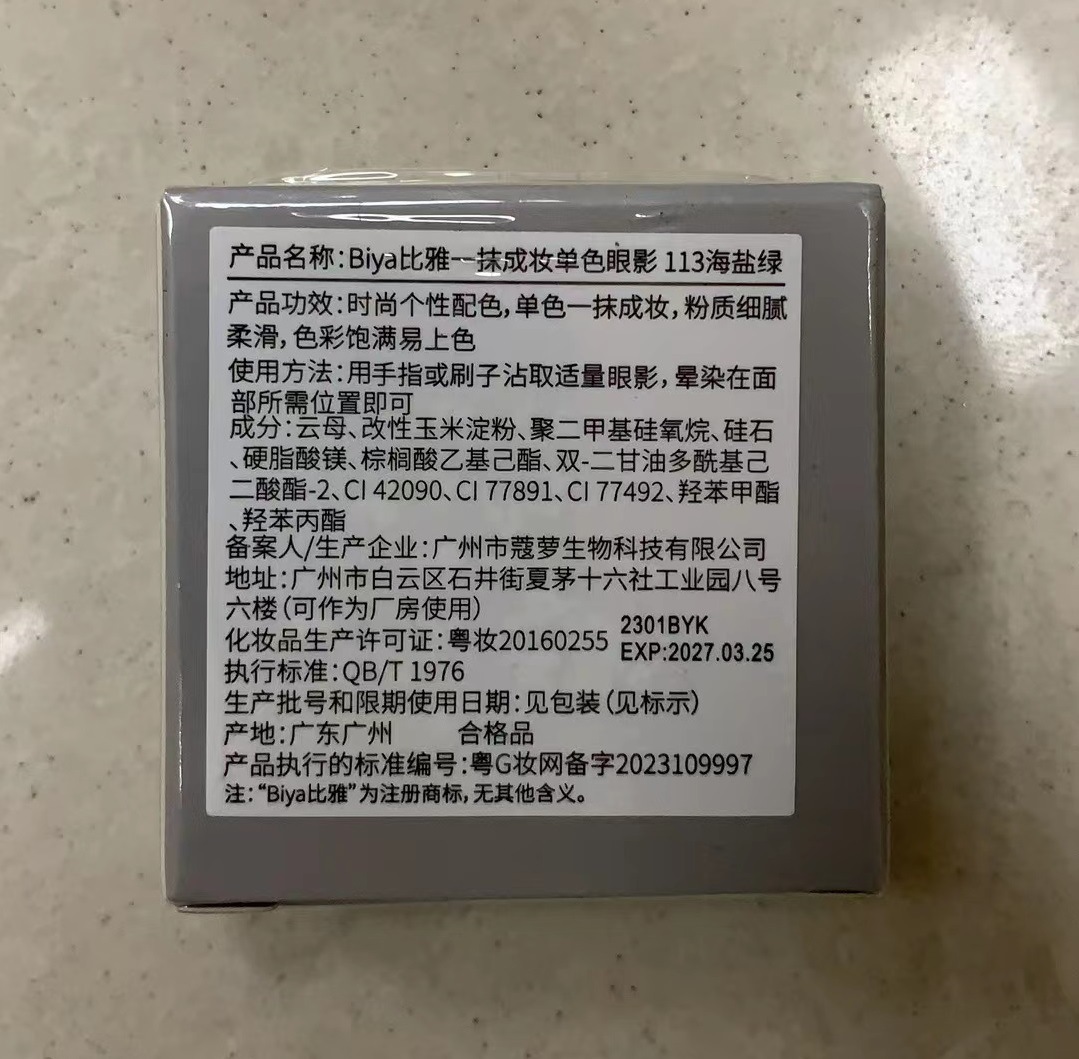 产品名称:Biya比雅一抹成妆单色眼影 113海盐绿
产品功效:时尚个性配色,单色一抹成妆,粉质细腻
柔滑,色彩饱满易上色
使用方法:用手指或刷子沾取适量眼影,晕染在面
部所需位置即可
成分:云母、改性玉米淀粉、聚二甲基硅氧烷、硅石
、硬脂酸镁、棕榈酸乙基己酯、双-二甘油多酰基己
二酸酯-2、CI 42090、CI 77891、CI 77492、羟苯甲酯
、羟苯丙酯
备案人/生产企业:广州市蔻萝生物科技有限公司
地址:广州市白云区石井街夏茅十六社工业园八号
六楼(可作为厂房使用)
化妆品生产许可证:粤妆20160255
2301BYK
EXP:2027.03.25
执行标准:QB/T 1976
生产批号和限期使用日期:见包装(见标示)
产地:广东广州 合格品
产品执行的标准编号:粤G妆网备字2023109997
注:“Biya比雅”为注册商标,无其他含义。